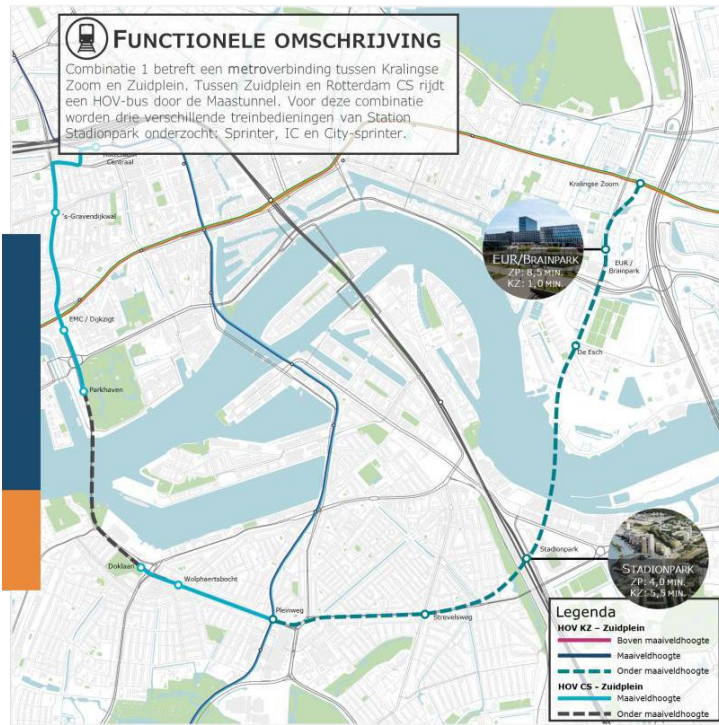 FUNCTIONELE OMSCHRIJVING
Combinatie 1 betreft een metroverbinding tussen Kralingse
Zoom en Zuidplein. Tussen Zuidplein en Rotterdam CS rijdt
een HOV-bus door de Maastunnel. Voor deze combinatie
worden drie verschillende treinbedieningen van Station
Stadionpark onderzocht: Sprinter, IC en City-sprinter.
Centraal
Kralingse Zoom
's-Gravendijkwal
EUR/BRAINPARK
ZP: 8,5 MIN.
KZ: 1,0 MIN.
EUR /
Brainpark
EMC / Dijkzigt
De Esch
Parkhaven
Stadionpark
Doklaan
Wolphaertsbocht
STADIONPARK
ZP: 4,0 MIN.
KZ: 5,5 MIN.
Pleinweg
Strevelsweg
Legenda
HOV KZ – Zuidplein
Boven maaiveldhoogte
Maaiveldhoogte
Onder maaiveldhoogte
HOV CS - Zuidplein
Maaiveldhoogte
Onder maaiveldhoogte